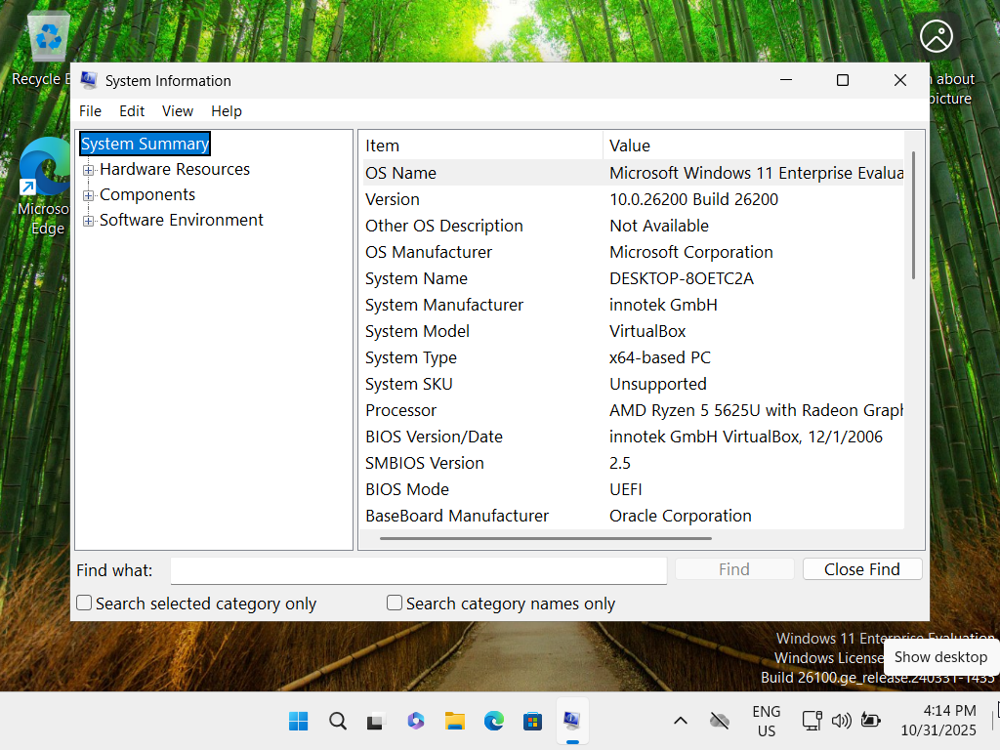 Recycle
System Information
n about
picture
File Edit View Help
System Summary
Hardware Resources
Components
Software Environment
Item Value
OS Name Microsoft Windows 11 Enterprise Evalua
Version 10.0.26200 Build 26200
Other OS Description Not Available
OS Manufacturer Microsoft Corporation
System Name DESKTOP-8OETC2A
System Manufacturer innotek GmbH
System Model VirtualBox
System Type x64-based PC
System SKU Unsupported
Processor AMD Ryzen 5 5625U with Radeon Graph
BIOS Version/Date innotek GmbH VirtualBox, 12/1/2006
SMBIOS Version 2.5
BIOS Mode UEFI
BaseBoard Manufacturer Oracle Corporation
Microso
Edge
Find what: Find Close Find
Search selected category only Search category names only
Windows 11 Enterprise Evaluation
Windows License
Show desktop
Build 26100.ge_release.240331-1435
ENG
US
4:14 PM
10/31/2025